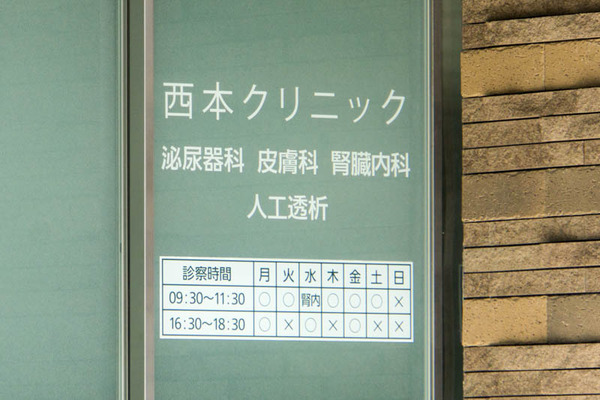 西本クリニック
泌尿器科 皮膚科 腎臓内科
人工透析
診察時間 月 火 水 木 金 土 日
09:30〜11:30 ○ ○ 腎内 ○ ○ ○ ×
16:30〜18:30 ○ × ○ × ○ × ×